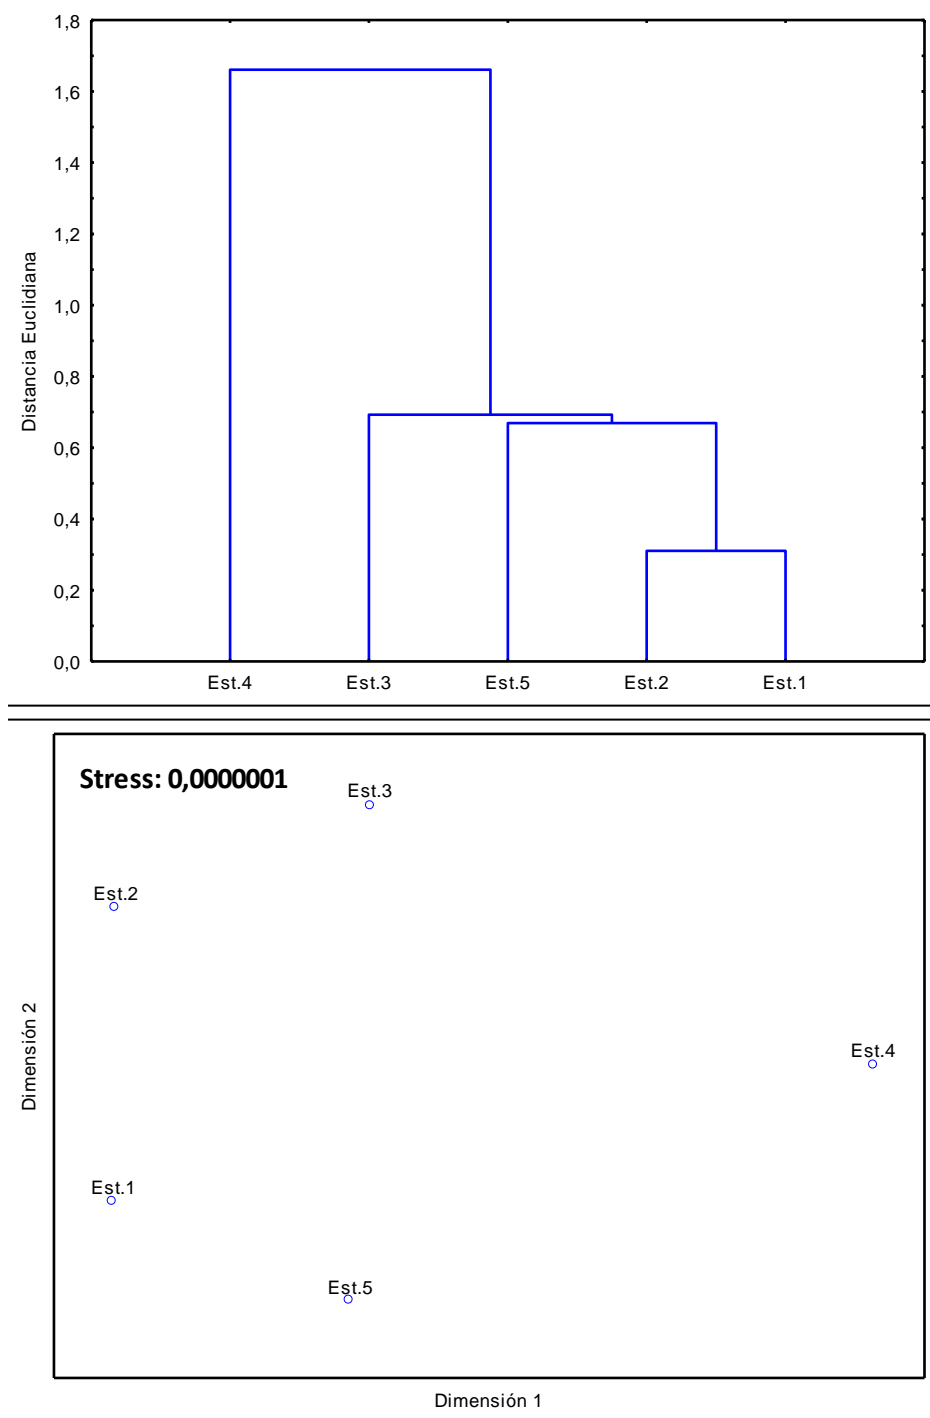 1,8
1,6
1,4
1,2
1,0
0,8
0,6
0,4
0,2
0,0
Distancia Euclidiana
Est.4 Est.3 Est.5 Est.2 Est.1
Stress: 0,0000001
Est.3
Est.2
Est.4
Est.1
Est.5
Dimensión 2
Dimensión 1